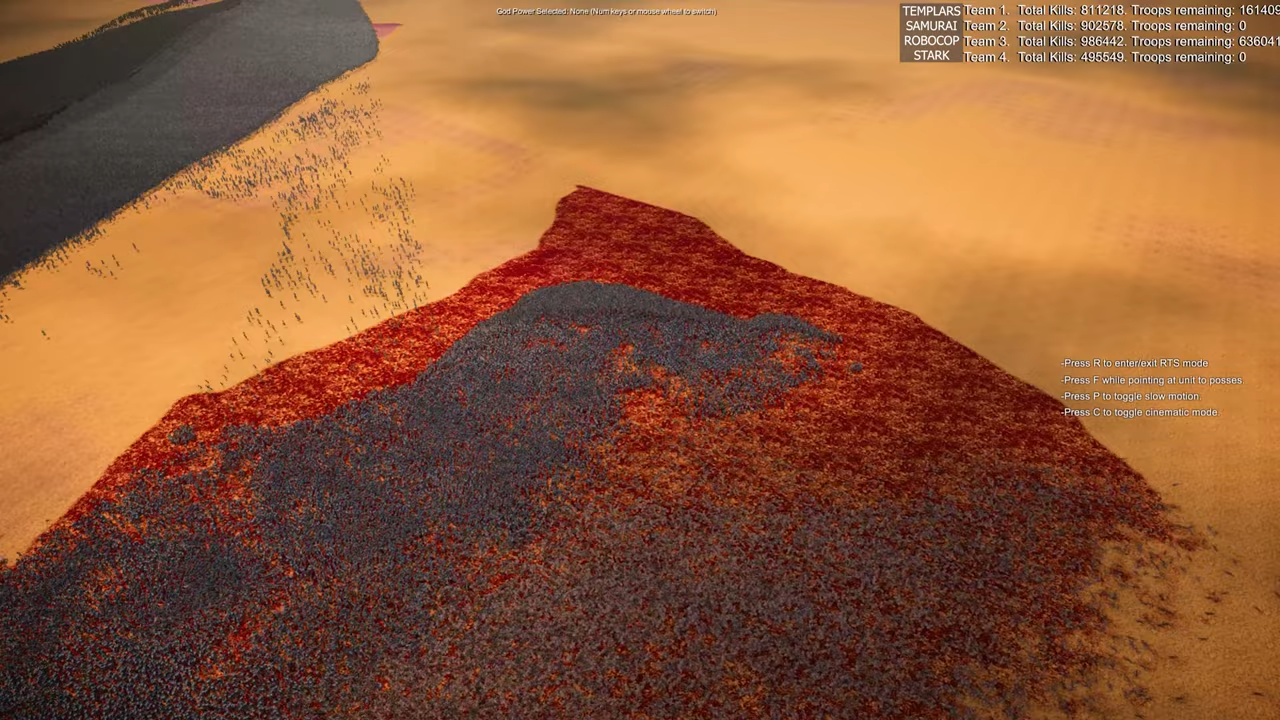 God Power Selected: None (Num keys or mouse wheel to switch)
TEMPLARS Team 1. Total Kills: 811218. Troops remaining: 161409
SAMURAI Team 2. Total Kills: 902578. Troops remaining: 0
ROBOCOP Team 3. Total Kills: 986442. Troops remaining: 636041
STARK Team 4. Total Kills: 495549. Troops remaining: 0
-Press R to enter/exit RTS mode
-Press F while pointing at unit to posses.
-Press P to toggle slow motion.
-Press C to toggle cinematic mode.